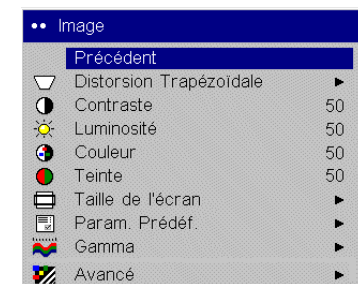 •• Image
Précédent
Distorsion Trapézoïdale ►
Contraste 50
Luminosité 50
Couleur 50
Teinte 50
Taille de l'écran ►
Param. Prédéf. ►
Gamma ►
Avancé ►